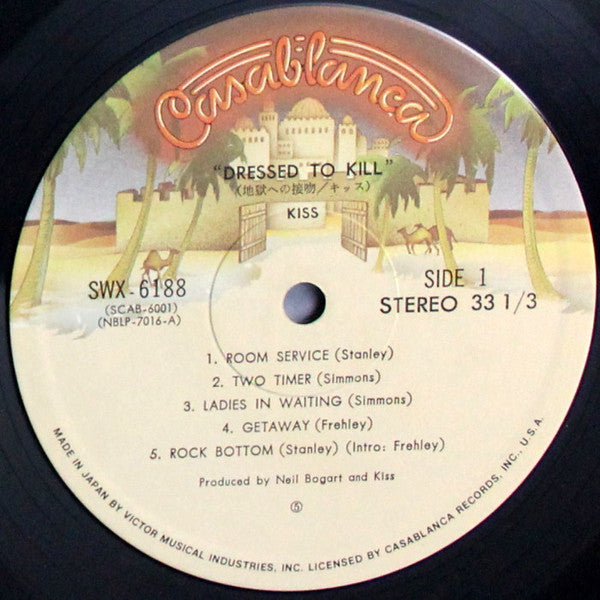 Casablanca
"DRESSED TO KILL"
(地獄への接吻/キッス)
KISS
SWX-6188
(SCAB-6001)
(NBLP-7016-A)
SIDE 1
STEREO 33 1/3
1. ROOM SERVICE (Stanley)
2. TWO TIMER (Simmons)
3. LADIES IN WAITING (Simmons)
4. GETAWAY (Frehley)
5. ROCK BOTTOM (Stanley) (Intro: Frehley)
Produced by Neil Bogart and Kiss
⑤
MADE IN JAPAN BY VICTOR MUSICAL INDUSTRIES, INC. LICENSED BY CASABLANCA RECORDS, INC., U.S.A.